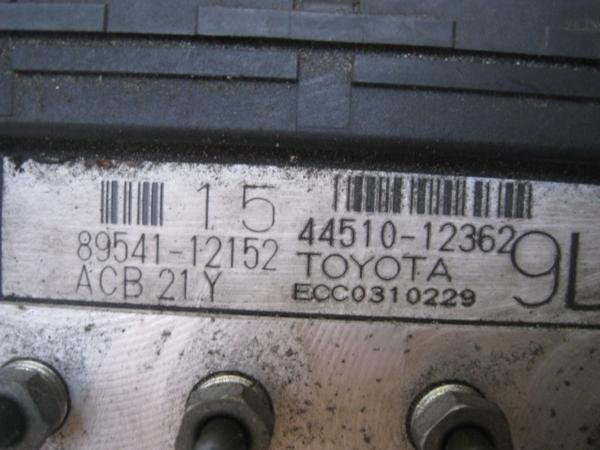 15
89541-12152
ACB 21Y
44510-12362
TOYOTA
ECC0310229
9L